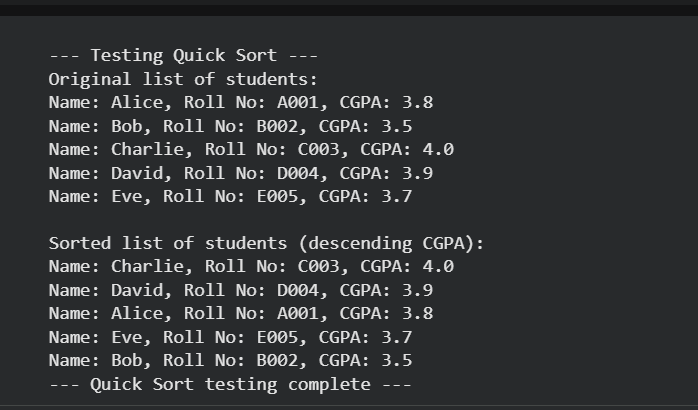 --- Testing Quick Sort ---
Original list of students:
Name: Alice, Roll No: A001, CGPA: 3.8
Name: Bob, Roll No: B002, CGPA: 3.5
Name: Charlie, Roll No: C003, CGPA: 4.0
Name: David, Roll No: D004, CGPA: 3.9
Name: Eve, Roll No: E005, CGPA: 3.7
Sorted list of students (descending CGPA):
Name: Charlie, Roll No: C003, CGPA: 4.0
Name: David, Roll No: D004, CGPA: 3.9
Name: Alice, Roll No: A001, CGPA: 3.8
Name: Eve, Roll No: E005, CGPA: 3.7
Name: Bob, Roll No: B002, CGPA: 3.5
--- Quick Sort testing complete ---